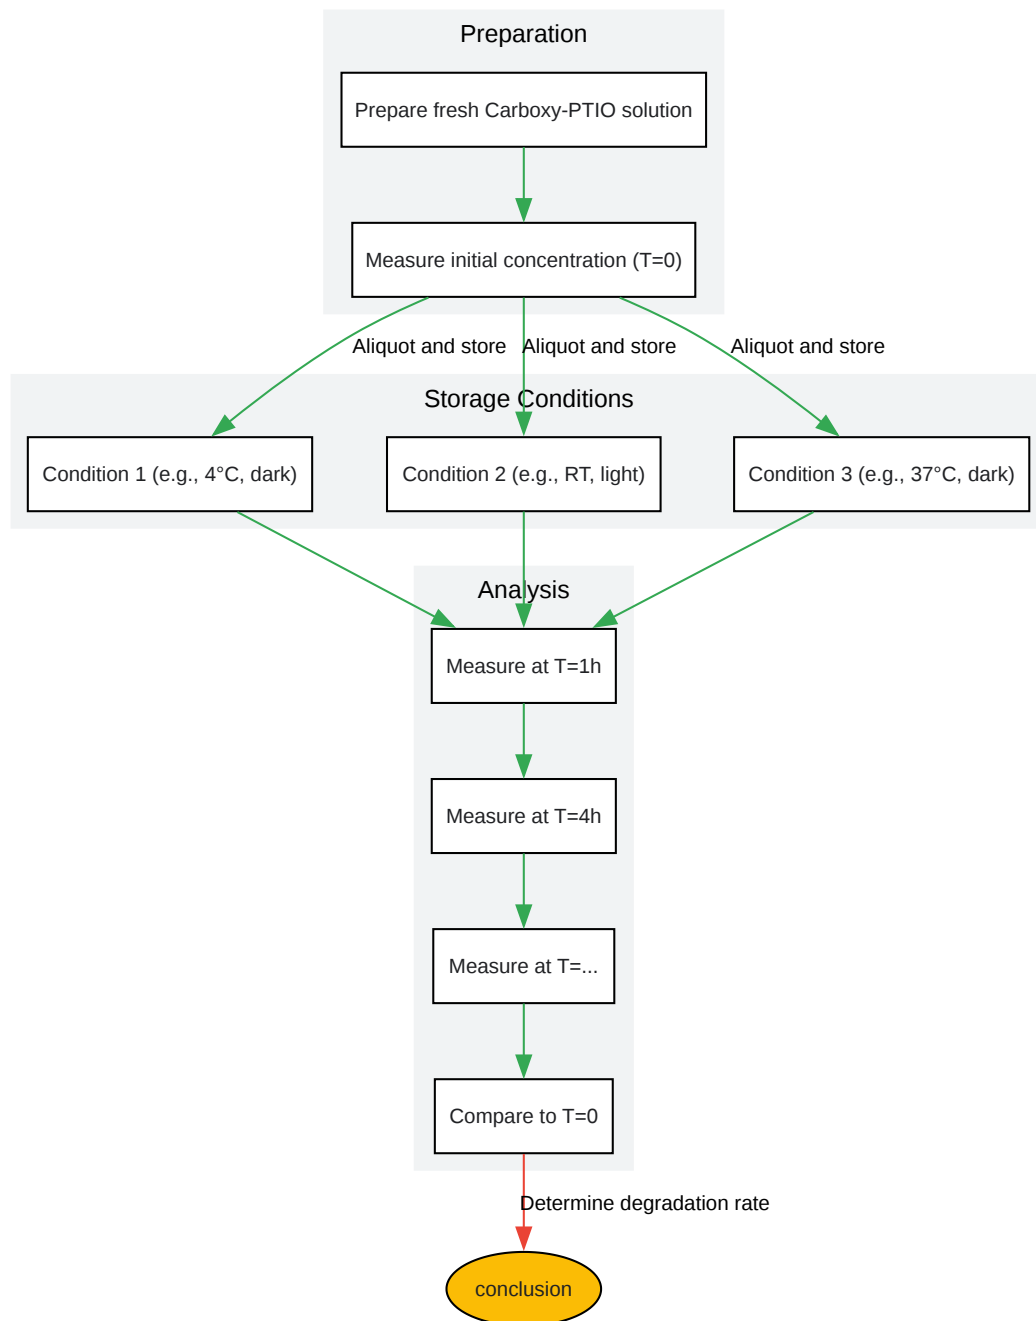 Preparation
Prepare fresh Carboxy-PTIO solution
Measure initial concentration (T=0)
Aliquot and store
Aliquot and store
Aliquot and store
Storage Conditions
Condition 1 (e.g., 4°C, dark)
Condition 2 (e.g., RT, light)
Condition 3 (e.g., 37°C, dark)
Analysis
Measure at T=1h
Measure at T=4h
Measure at T=...
Compare to T=0
Determine degradation rate
conclusion